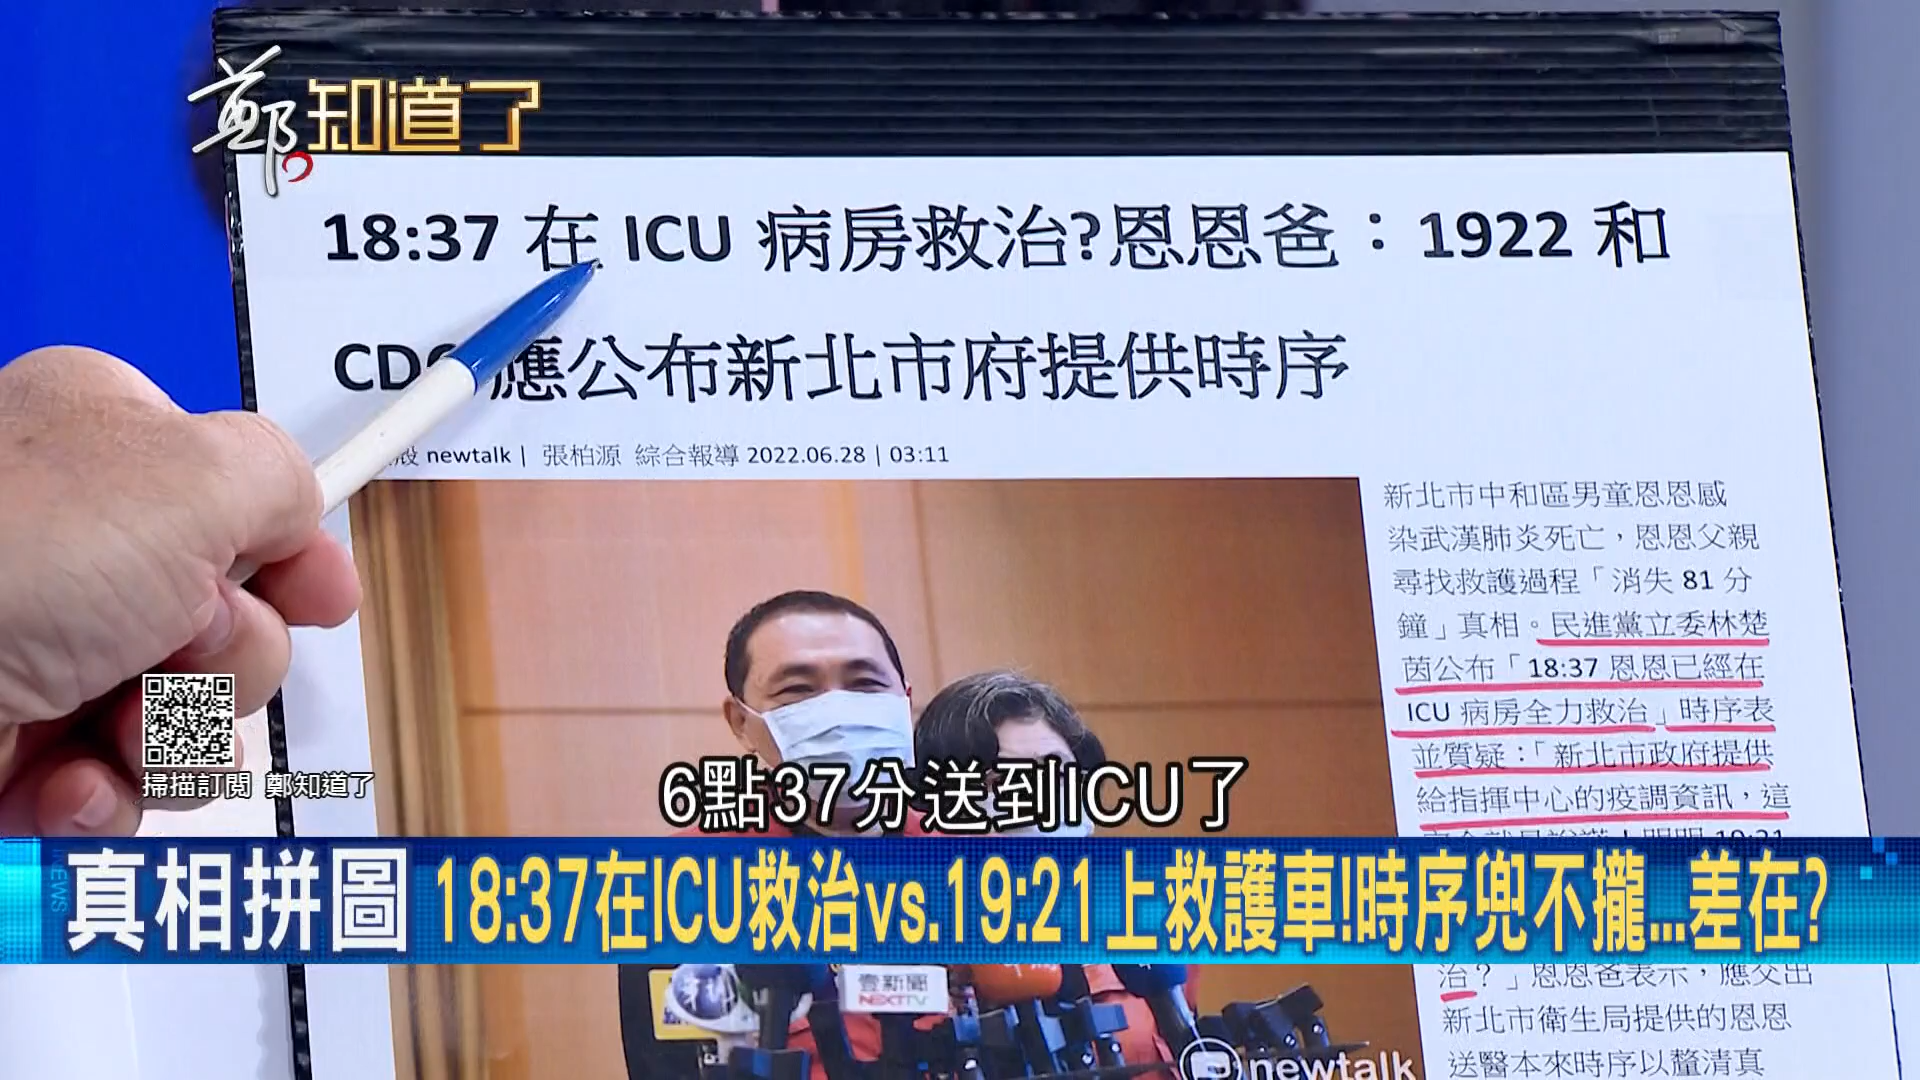 鄭知道了
18:37 在 ICU 病房救治?恩恩爸：1922 和
應公布新北市府提供時序
newtalk | 張柏源 綜合報導 2022.06.28 | 03:11
新北市中和區男童恩恩感
染武漢肺炎死亡，恩恩父親
尋找救護過程「消失 81 分
鐘」真相。民進黨立委林楚
茵公布「18:37 恩恩已經在
ICU 病房全力救治」時序表
並質疑：「新北市政府提供
給指揮中心的疫調資訊，這
治？」恩恩爸表示，應交出
新北市衛生局提供的恩恩
送醫本來時序以釐清真
掃描訂閱 鄭知道了
6點37分送到ICU了
NEWS
真相拼圖 18:37在ICU救治vs.19:21上救護車!時序兜不攏...差在?
壹新聞
NEXTTV
newtalk